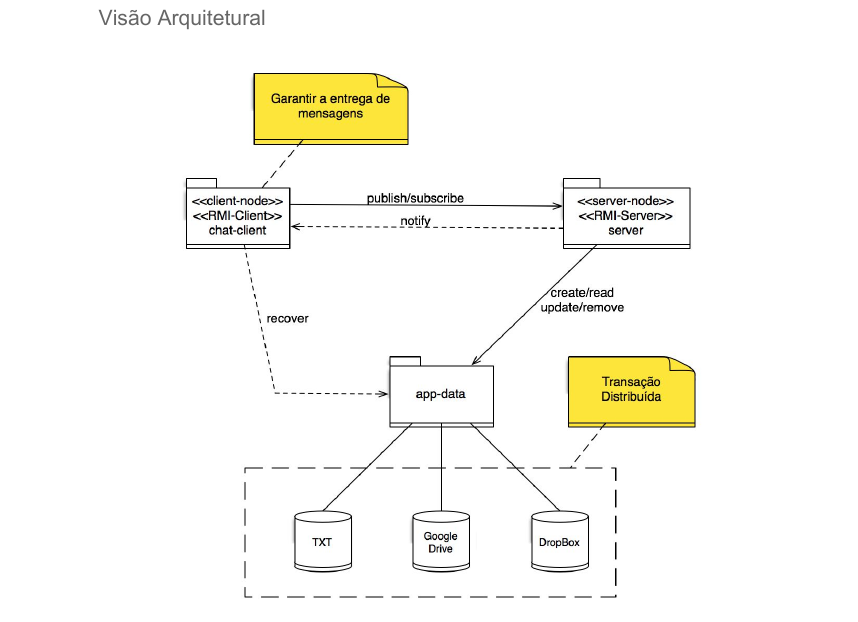 Visão Arquitetural
Garantir a entrega de
mensagens
<<client-node>>
<<RMI-Client>>
chat-client
publish/subscribe
notify
<<server-node>>
<<RMI-Server>>
server
create/read
update/remove
recover
app-data
Transação
Distribuída
TXT
Google
Drive
DropBox